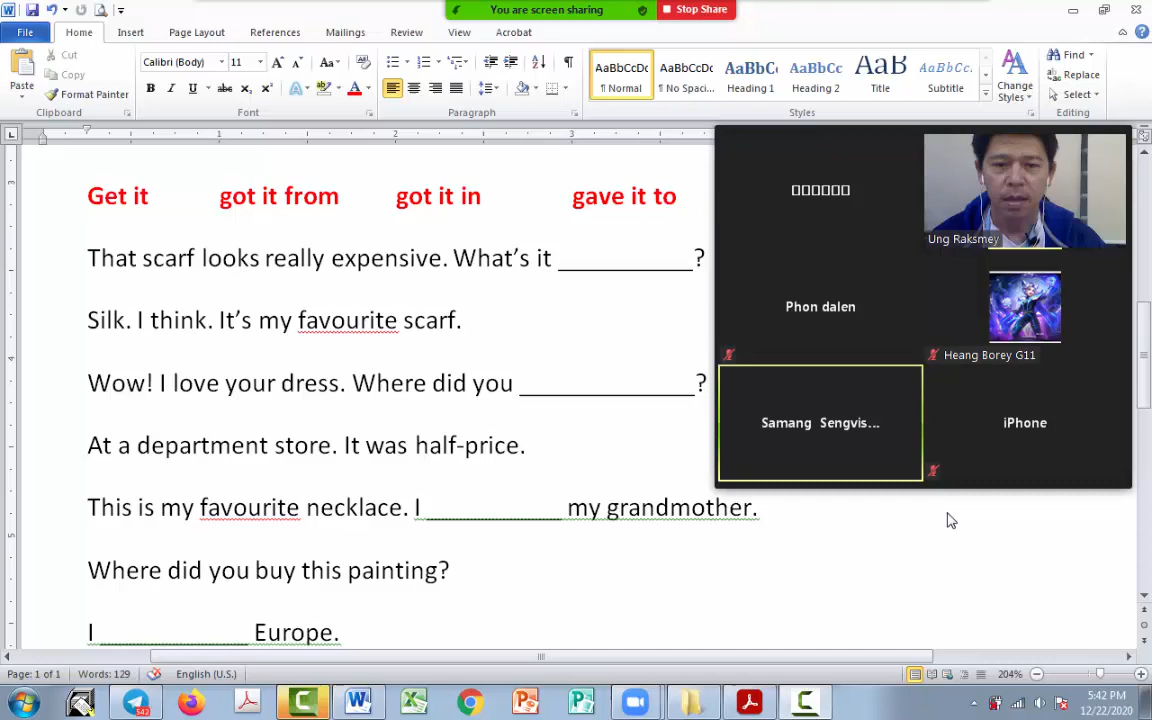 You are screen sharing
Stop Share
File Home Insert Page Layout References Mailings Review View Acrobat
Paste
Cut
Copy
Format Painter
Clipboard
Calibri (Body) 11
Font
Paragraph
AaBbCcDc AaBbCcDc AaBbC AaBbCc AaB AaBbCc.
¶ Normal ¶ No Spaci... Heading 1 Heading 2 Title Subtitle
Styles
Change
Styles
Find
Replace
Select
Editing
Get it got it from got it in gave it to
That scarf looks really expensive. What's it ____________?
Silk. I think. It's my favourite scarf.
Wow! I love your dress. Where did you ________________?
At a department store. It was half-price.
This is my favourite necklace. I ____________ my grandmother.
Where did you buy this painting?
I _____________ Europe.
Ung Raksmey
Phon dalen
Heang Borey G11
Samang Sengvis...
iPhone
Page: 1 of 1 Words: 129 English (U.S.) 204%
542
5:42 PM
12/22/2020